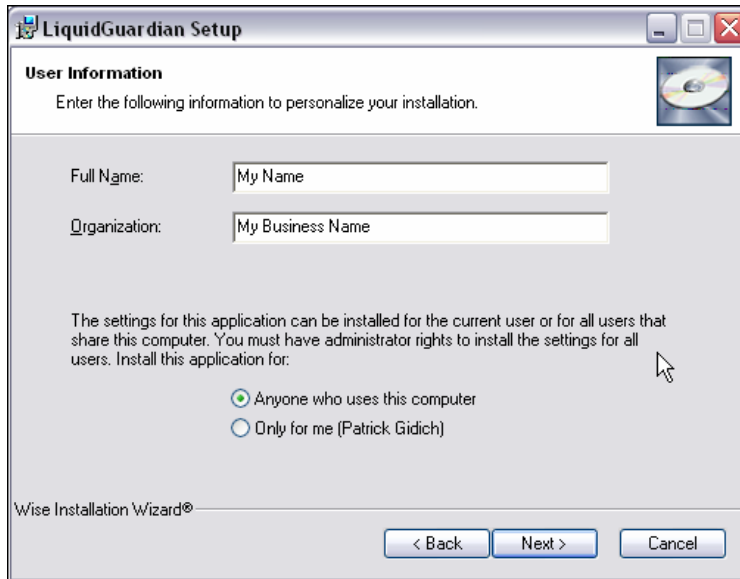 LiquidGuardian Setup
User Information
Enter the following information to personalize your installation.
Full Name: My Name
Organization: My Business Name
The settings for this application can be installed for the current user or for all users that
share this computer. You must have administrator rights to install the settings for all
users. Install this application for:
Anyone who uses this computer
Only for me (Patrick Gidich)
Wise Installation Wizard®
< Back Next > Cancel